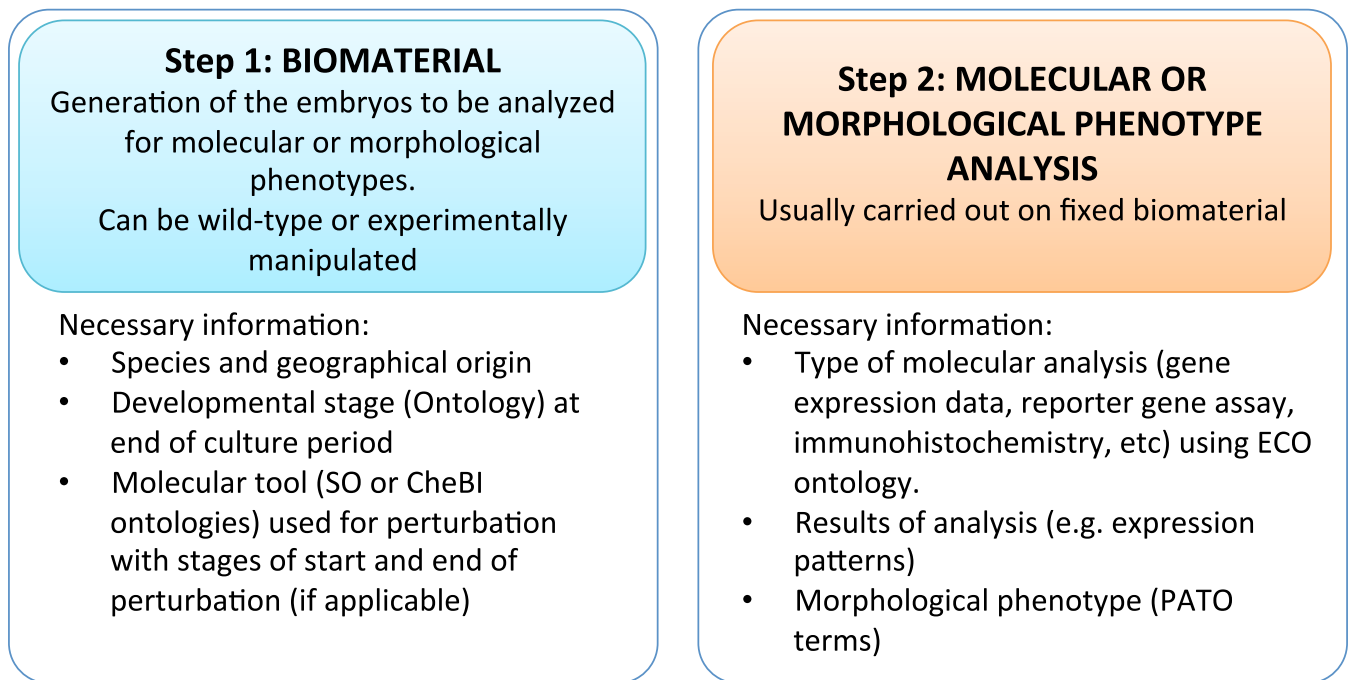 Step 1: BIOMATERIAL
Generation of the embryos to be analyzed
for molecular or morphological
phenotypes.
Can be wild-type or experimentally
manipulated
Necessary information:
• Species and geographical origin
• Developmental stage (Ontology) at
end of culture period
• Molecular tool (SO or CheBI
ontologies) used for perturbation
with stages of start and end of
perturbation (if applicable)
Step 2: MOLECULAR OR
MORPHOLOGICAL PHENOTYPE
ANALYSIS
Usually carried out on fixed biomaterial
Necessary information:
• Type of molecular analysis (gene
expression data, reporter gene assay,
immunohistochemistry, etc) using ECO
ontology.
• Results of analysis (e.g. expression
patterns)
• Morphological phenotype (PATO
terms)